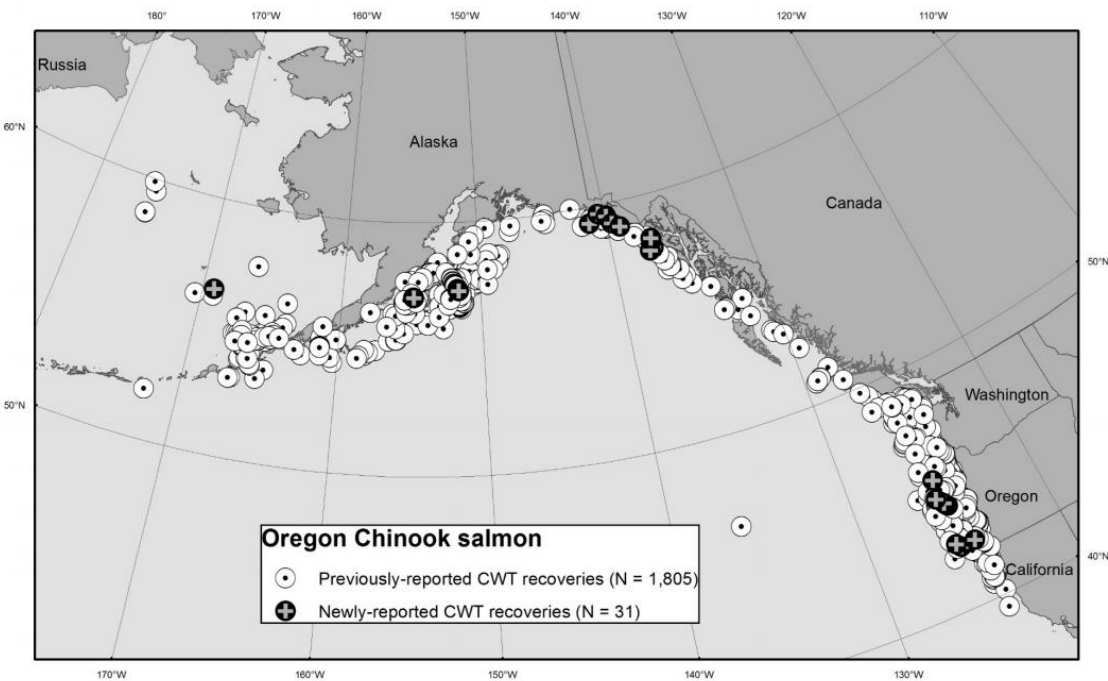 180° 170°W 160°W 150°W 140°W 130°W 120°W 110°W
Russia
60°N
Alaska
Canada
50°N
Washington
50°N
Oregon
Oregon Chinook salmon
Previously-reported CWT recoveries (N = 1,805)
40°N
California
Newly-reported CWT recoveries (N = 31)
170°W 160°W 150°W 140°W 130°W